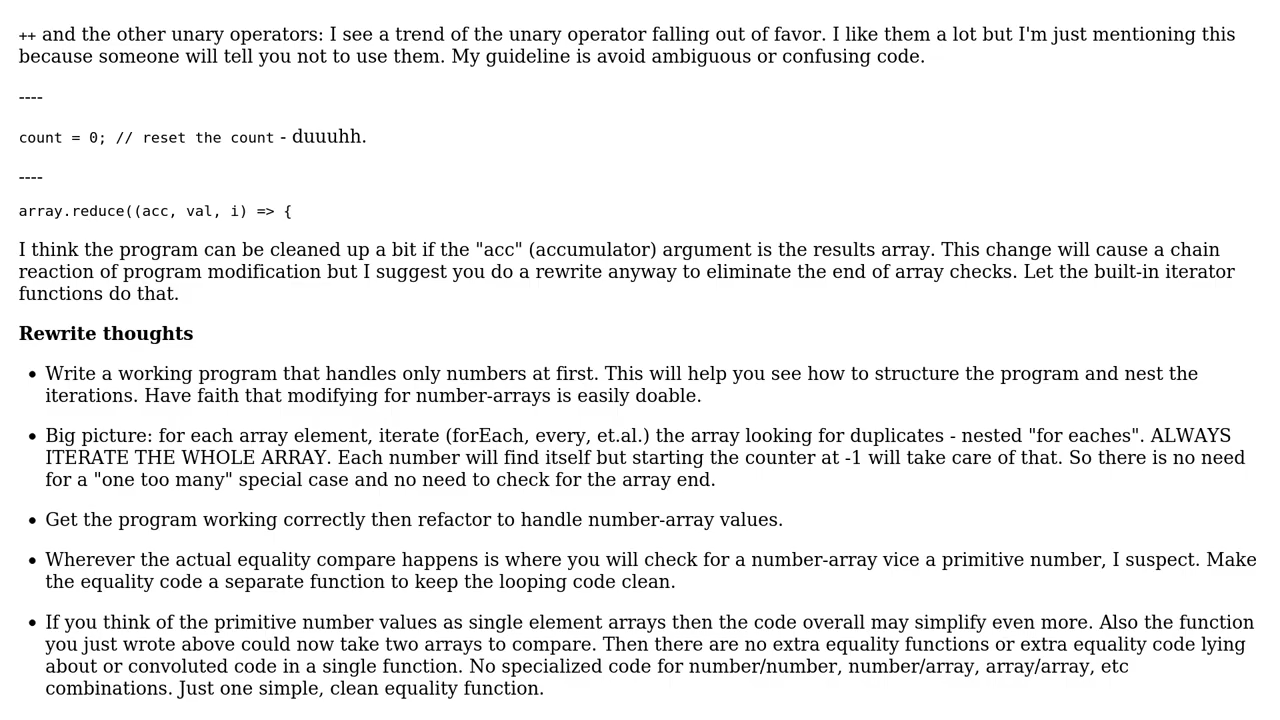 ++ and the other unary operators: I see a trend of the unary operator falling out of favor. I like them a lot but I'm just mentioning this
because someone will tell you not to use them. My guideline is avoid ambiguous or confusing code.
----
count = 0; // reset the count - duuuhh.
----
array.reduce((acc, val, i) => {
I think the program can be cleaned up a bit if the "acc" (accumulator) argument is the results array. This change will cause a chain
reaction of program modification but I suggest you do a rewrite anyway to eliminate the end of array checks. Let the built-in iterator
functions do that.
Rewrite thoughts
• Write a working program that handles only numbers at first. This will help you see how to structure the program and nest the
iterations. Have faith that modifying for number-arrays is easily doable.
• Big picture: for each array element, iterate (forEach, every, et.al.) the array looking for duplicates - nested "for eaches". ALWAYS
ITERATE THE WHOLE ARRAY. Each number will find itself but starting the counter at -1 will take care of that. So there is no need
for a "one too many" special case and no need to check for the array end.
• Get the program working correctly then refactor to handle number-array values.
• Wherever the actual equality compare happens is where you will check for a number-array vice a primitive number, I suspect. Make
the equality code a separate function to keep the looping code clean.
• If you think of the primitive number values as single element arrays then the code overall may simplify even more. Also the function
you just wrote above could now take two arrays to compare. Then there are no extra equality functions or extra equality code lying
about or convoluted code in a single function. No specialized code for number/number, number/array, array/array, etc
combinations. Just one simple, clean equality function.